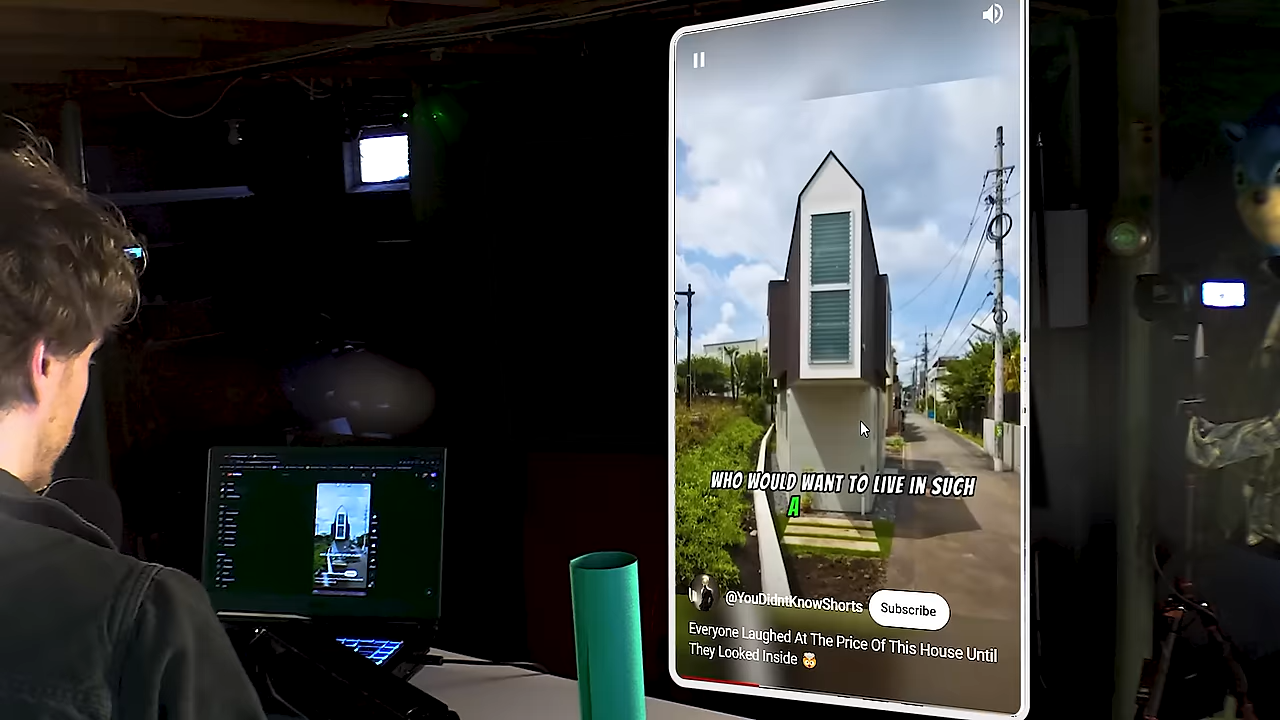 WHO WOULD WANT TO LIVE IN SUCH
A
@YouDidntKnowShorts
Subscribe
Everyone Laughed At The Price Of This House Until
They Looked Inside 🤯